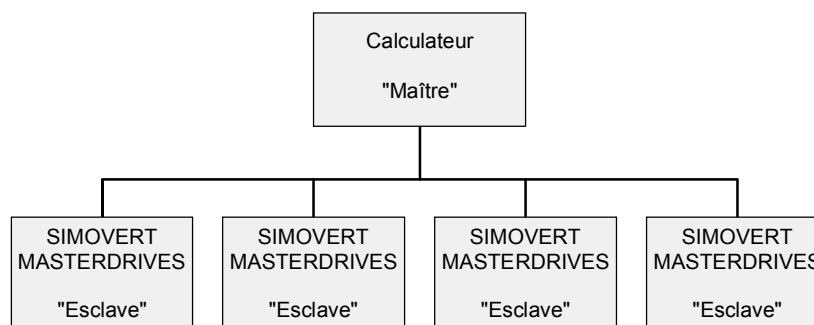 Calculateur
"Maître"
SIMOVERT
MASTERDRIVES
"Esclave"
SIMOVERT
MASTERDRIVES
"Esclave"
SIMOVERT
MASTERDRIVES
"Esclave"
SIMOVERT
MASTERDRIVES
"Esclave"